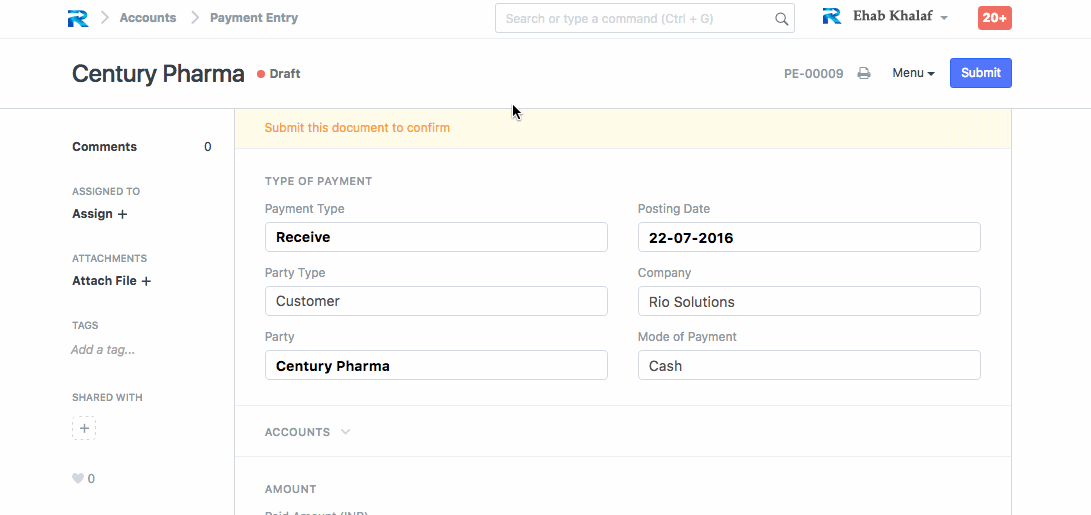 Accounts
Payment Entry
Search or type a command (Ctrl + G)
Ehab Khalaf
20+
Century Pharma
Draft
PE-00009
Menu
Submit
Submit this document to confirm
Comments 0
ASSIGNED TO
Assign +
ATTACHMENTS
Attach File +
TAGS
Add a tag...
SHARED WITH
+
0
TYPE OF PAYMENT
Payment Type
Receive
Posting Date
22-07-2016
Party Type
Customer
Company
Rio Solutions
Party
Century Pharma
Mode of Payment
Cash
ACCOUNTS
AMOUNT
Paid Amount (INR)